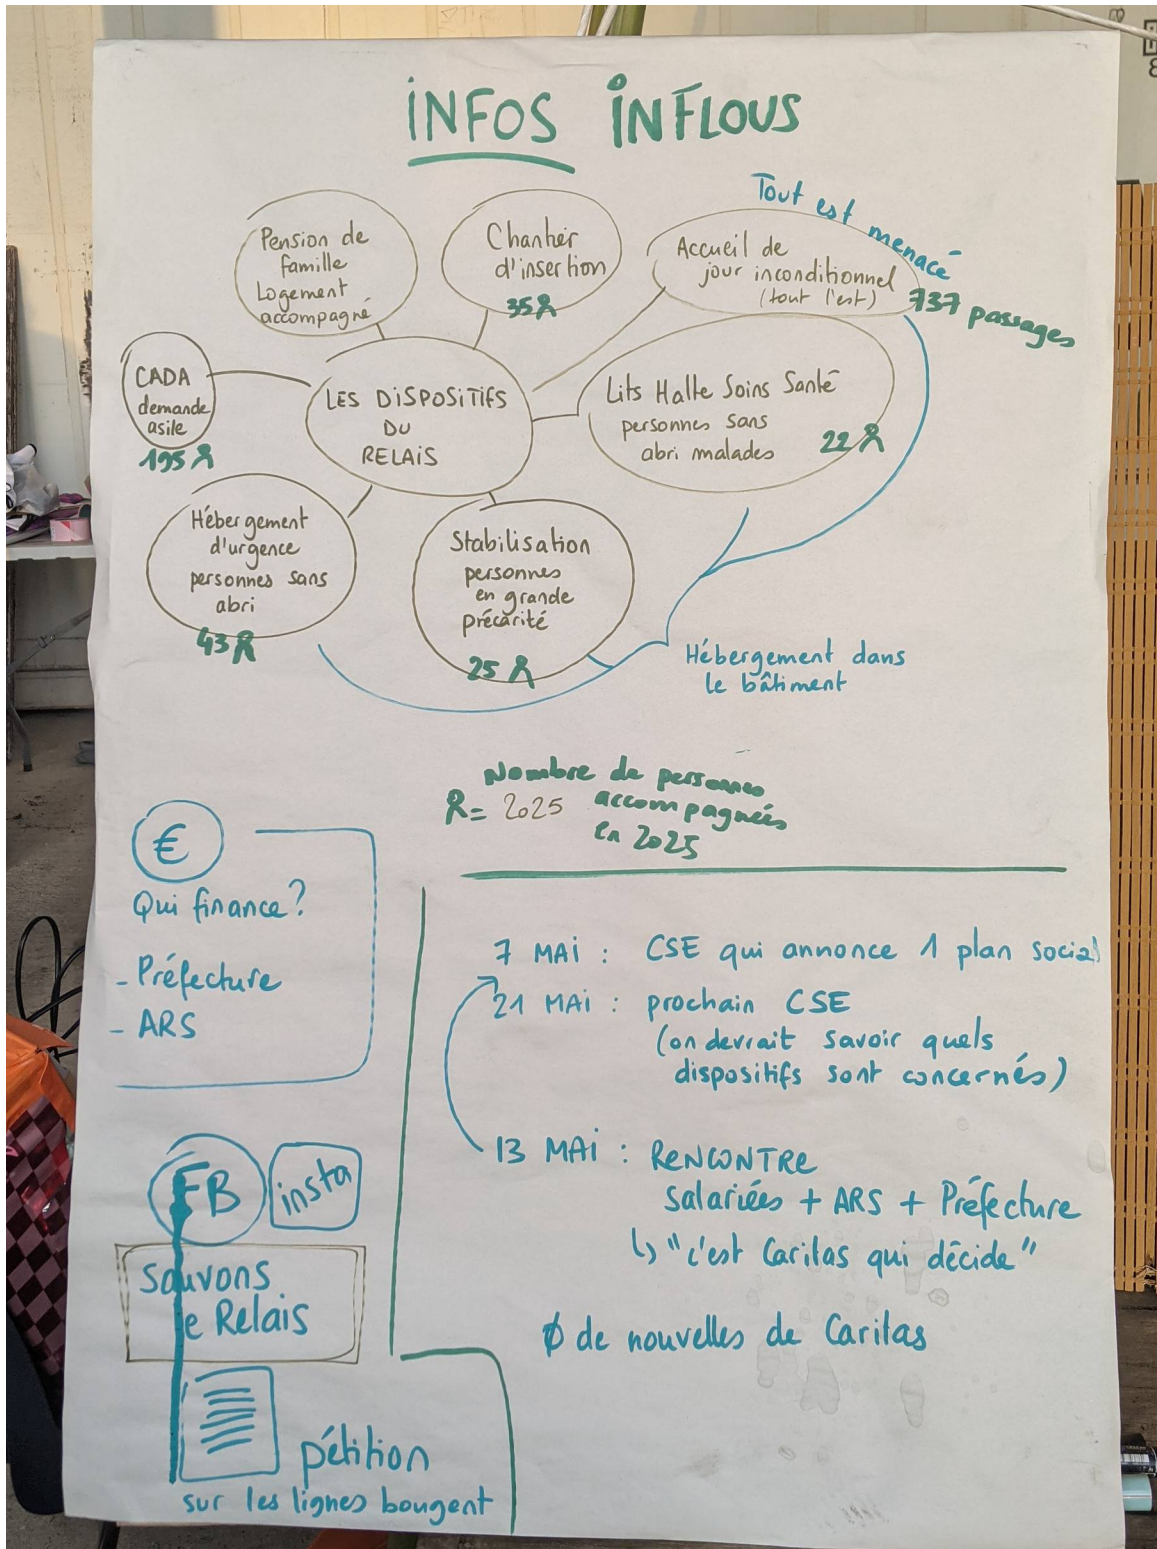 INFOS INFLOUS
Tout est menacé
Pension de
famille
Logement
accompagné
Chantier
d'insertion
35
Accueil de
jour inconditionnel
(tout l'est)
737 passages
CADA
demande
asile
195
LES DISPOSITIFS
DU
RELAIS
Lits Halte Soins Santé
personnes sans
abri malades
22
Hébergement
d'urgence
personnes sans
abri
43
Stabilisation
personnes
en grande
précarité
25
Hébergement dans
le bâtiment
Nombre de personnes
= 2025 accompagnées
en 2025
€
Qui finance?
- Préfecture
- ARS
7 MAI : CSE qui annonce 1 plan social
21 MAI : prochain CSE
(on devrait savoir quels
dispositifs sont concernés)
13 MAI : RENCONTRE
Salariées + ARS + Préfecture
↳ "c'est Caritas qui décide"
Ø de nouvelles de Caritas
FB insta
Sauvons
le Relais
pétition
sur les lignes bougent